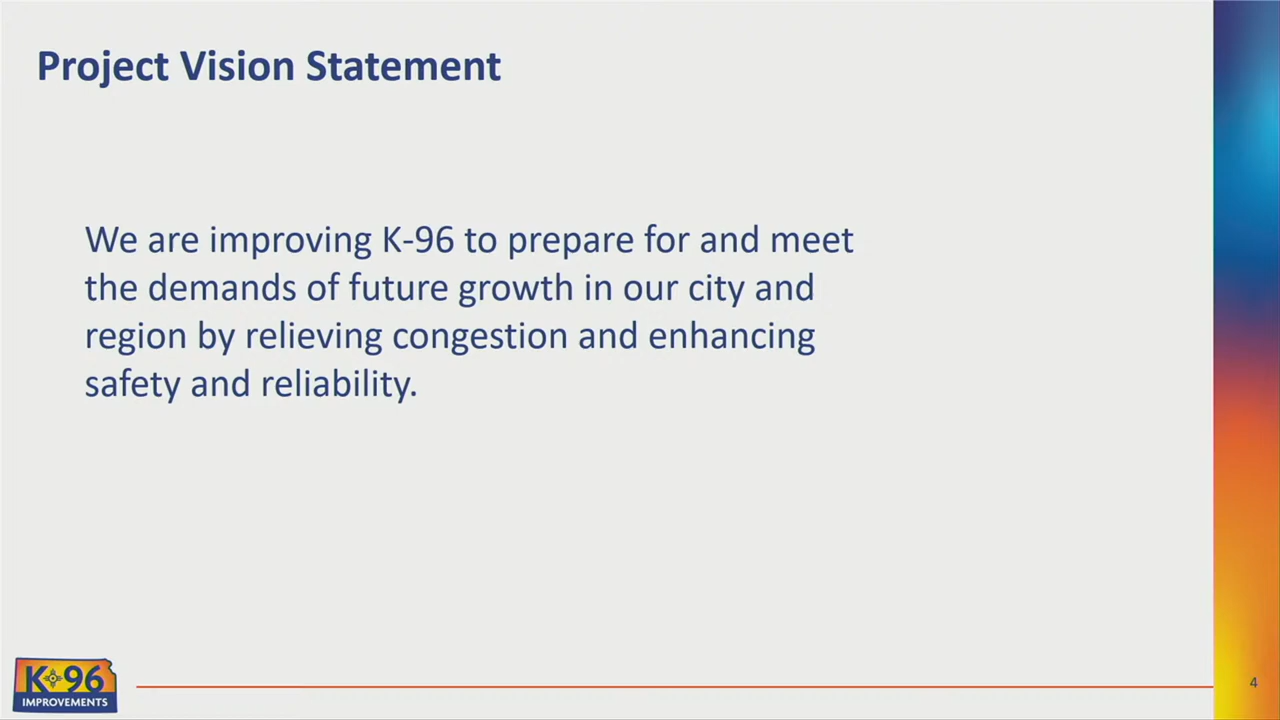 Project Vision Statement
We are improving K-96 to prepare for and meet
the demands of future growth in our city and
region by relieving congestion and enhancing
safety and reliability.
K 96
IMPROVEMENTS
4